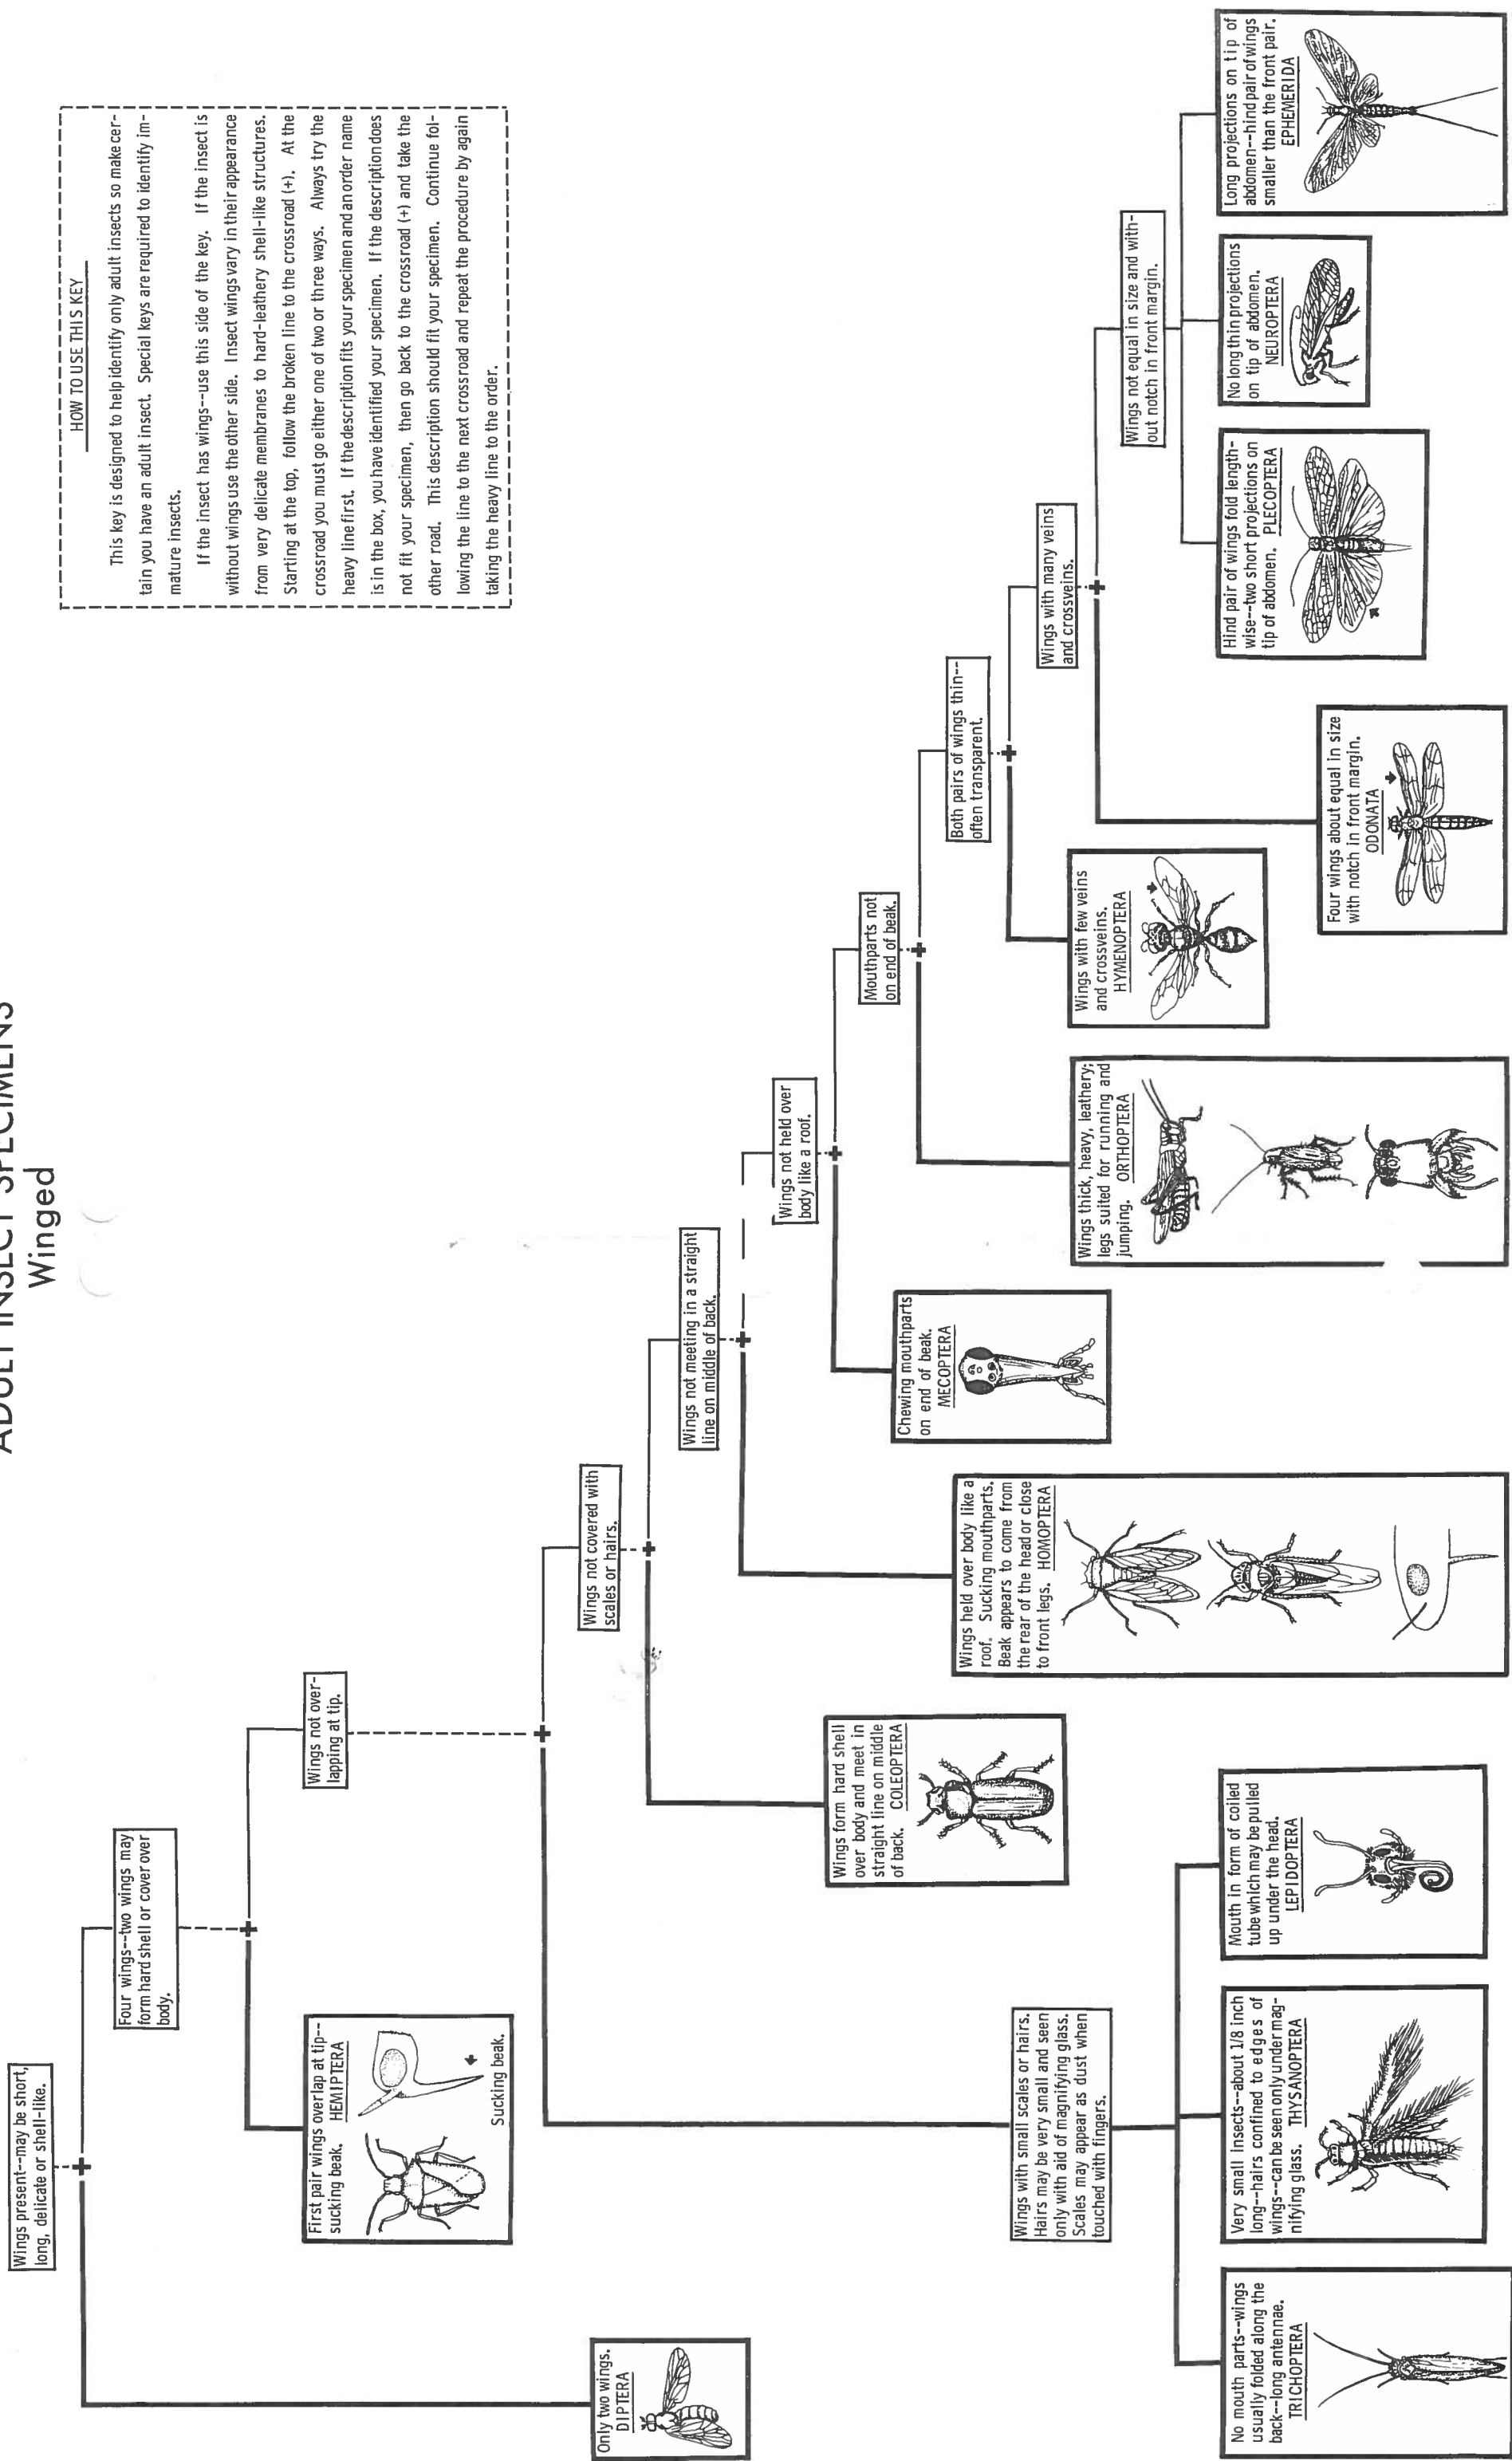 ADULT INSECT SPECIMENS
Winged
HOW TO USE THIS KEY
This key is designed to help identify only adult insects so make cer-
tain you have an adult insect. Special keys are required to identify im-
mature insects.
If the insect has wings--use this side of the key. If the insect is
without wings use the other side. Insect wings vary in their appearance
from very delicate membranes to hard-leathery shell-like structures.
Starting at the top, follow the broken line to the crossroad (+). At the
crossroad you must go either one of two or three ways. Always try the
heavy line first. If the description fits your specimen and an order name
is in the box, you have identified your specimen. If the description does
not fit your specimen, then go back to the crossroad (+) and take the
other road. This description should fit your specimen. Continue fol-
lowing the line to the next crossroad and repeat the procedure by again
taking the heavy line to the order.
Wings present--may be short,
long, delicate or shell-like.
Only two wings.
DIPTERA
Four wings--two wings may
form hard shell or cover over
body.
First pair wings overlap at tip--
sucking beak. HEMIPTERA
Sucking beak.
Wings not over-
lapping at tip.
Wings with small scales or hairs.
Hairs may be very small and seen
only with aid of magnifying glass.
Scales may appear as dust when
touched with fingers.
No mouth parts--wings
usually folded along the
back--long antennae.
TRICHOPTERA
Very small insects--about 1/8 inch
long--hairs confined to edges of
wings--can be seen only under mag-
nifying glass. THYSANOPTERA
Mouth in form of coiled
tube which may be pulled
up under the head.
LEPIDOPTERA
Wings not covered with
scales or hairs.
Wings form hard shell
over body and meet in
straight line on middle
of back. COLEOPTERA
Wings not meeting in a straight
line on middle of back.
Wings held over body like a
roof. Sucking mouthparts.
Beak appears to come from
the rear of the head or close
to front legs. HOMOPTERA
Wings not held over
body like a roof.
Chewing mouthparts
on end of beak.
MECOPTERA
Mouthparts not
on end of beak.
Wings thick, heavy, leathery;
legs suited for running and
jumping. ORTHOPTERA
Both pairs of wings thin--
often transparent.
Wings with few veins
and crossveins.
HYMENOPTERA
Wings with many veins
and crossveins.
Four wings about equal in size
with notch in front margin.
ODONATA
Wings not equal in size and with-
out notch in front margin.
Hind pair of wings fold length-
wise--two short projections on
tip of abdomen. PLECOPTERA
No long thin projections
on tip of abdomen.
NEUROPTERA
Long projections on tip of
abdomen--hind pair of wings
smaller than the front pair.
EPHEMERIDA